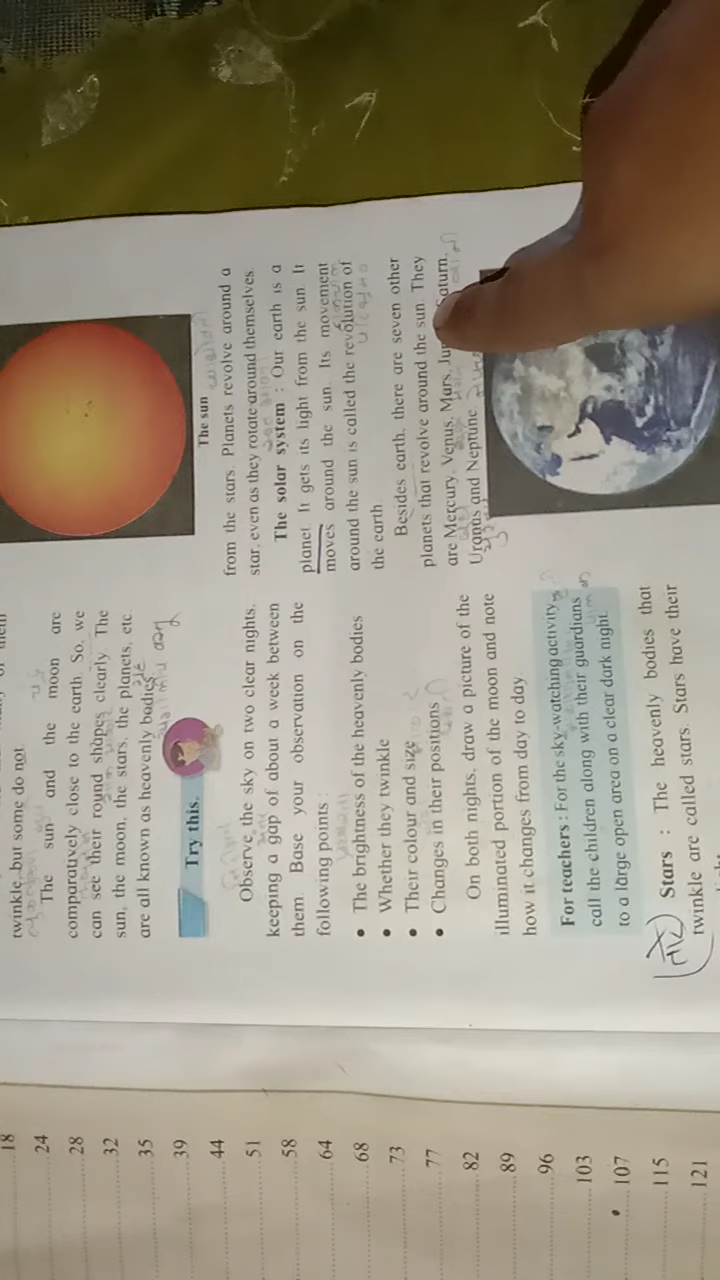 twinkle, but some do not.
The sun and the moon are
comparatively close to the earth. So, we
can see their round shapes clearly. The
sun, the moon, the stars, the planets, etc.
are all known as heavenly bodies.
Try this.
Observe the sky on two clear nights,
keeping a gap of about a week between
them. Base your observation on the
following points :
• The brightness of the heavenly bodies
• Whether they twinkle
• Their colour and size
• Changes in their positions
On both nights, draw a picture of the
illuminated portion of the moon and note
how it changes from day to day.
For teachers : For the sky-watching activity,
call the children along with their guardians
to a large open area on a clear dark night.
Stars : The heavenly bodies that
twinkle are called stars. Stars have their
The sun
from the stars. Planets revolve around a
star, even as they rotate around themselves.
The solar system : Our earth is a
planet. It gets its light from the sun. It
moves around the sun. Its movement
around the sun is called the revolution of
the earth.
Besides earth, there are seven other
planets that revolve around the sun. They
are Mercury, Venus, Mars,
Uranus and Neptune
18
24
28
32
35
39
44
51
58
64
68
73
77
82
89
96
103
107
115
121